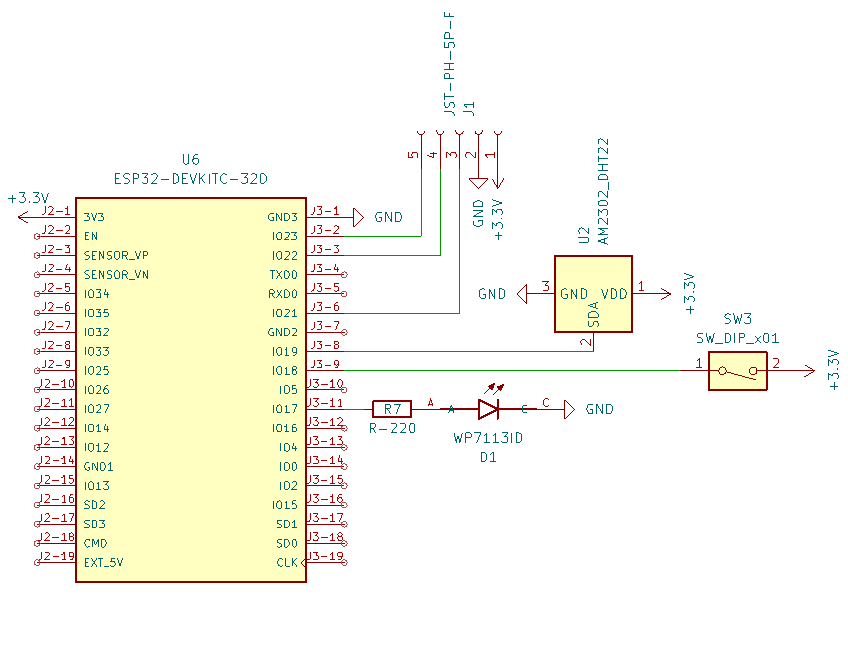 JST-PH-5P-F
J1
5
4
3
2
1
GND
+3.3V
U6
ESP32-DEVKITC-32D
+3.3V
J2-1 3V3 GND3 J3-1 GND
J2-2 EN IO23 J3-2
J2-3 SENSOR_VP IO22 J3-3
J2-4 SENSOR_VN TXD0 J3-4
J2-5 IO34 RXD0 J3-5
J2-6 IO35 IO21 J3-6
J2-7 IO32 GND2 J3-7
J2-8 IO33 IO19 J3-8
J2-9 IO25 IO18 J3-9
J2-10 IO26 IO5 J3-10
J2-11 IO27 IO17 J3-11
J2-12 IO14 IO16 J3-12
J2-13 IO12 IO4 J3-13
J2-14 GND1 IO0 J3-14
J2-15 IO13 IO2 J3-15
J2-16 SD2 IO15 J3-16
J2-17 SD3 SD1 J3-17
J2-18 CMD SD0 J3-18
J2-19 EXT_5V CLK J3-19
U2
AM2302_DHT22
GND 3 GND VDD 1 +3.3V
SDA
2
SW3
SW_DIP_x01
1 2 +3.3V
R7
R-220
A A C C GND
WP7113ID
D1